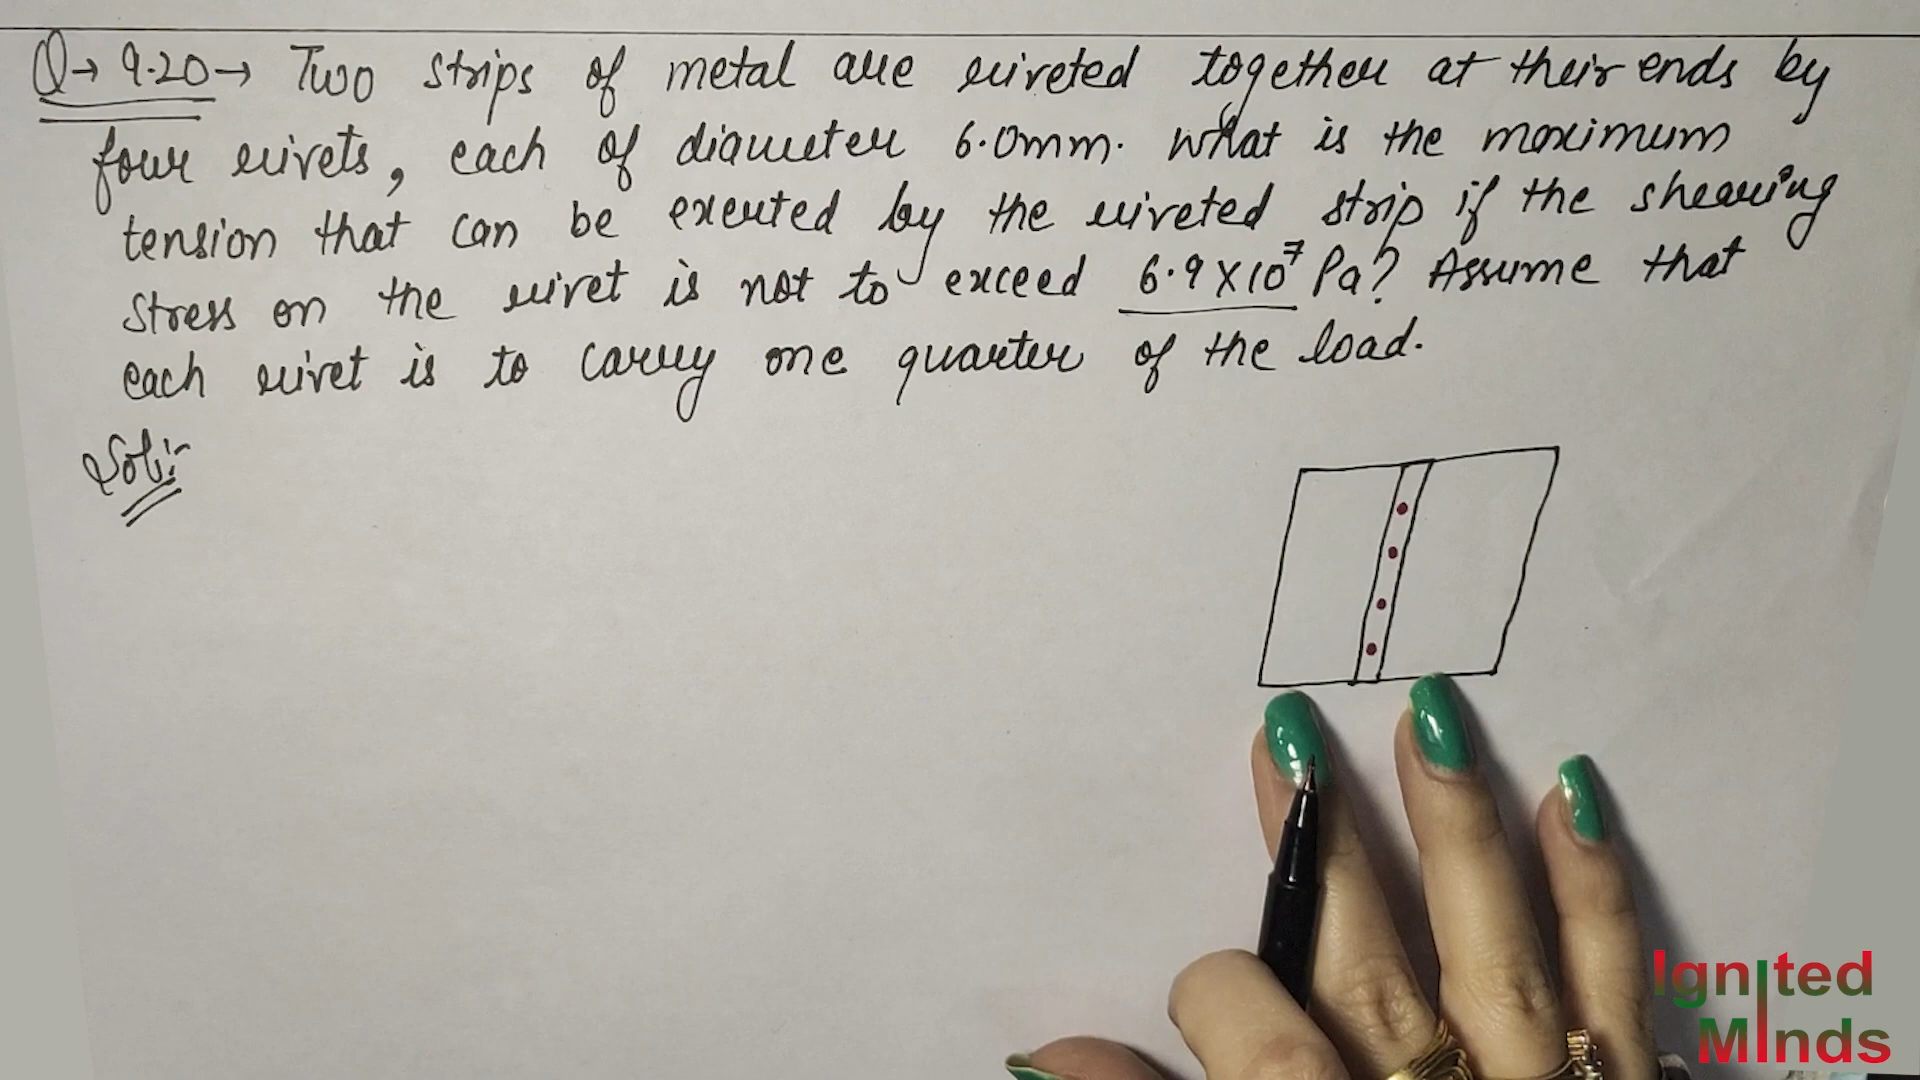 Q→ 9.20→ Two strips of metal are riveted together at their ends by
four rivets, each of diameter 6.0mm. What is the maximum
tension that can be exerted by the riveted strip if the shearing
stress on the rivet is not to exceed 6.9 X 10⁷ Pa? Assume that
each rivet is to carry one quarter of the load.
Sol:-
Ignited
Minds